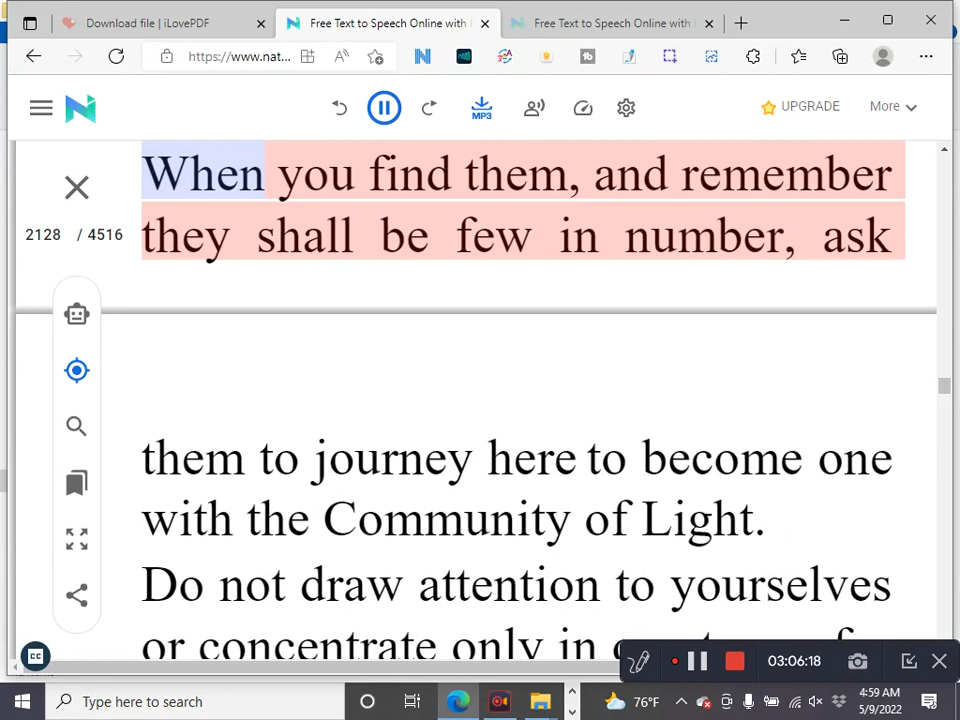 Download file | iLovePDF
Free Text to Speech Online with
Free Text to Speech Online with
https://www.nat...
MP3
UPGRADE
More
When you find them, and remember
they shall be few in number, ask
2128 / 4516
them to journey here to become one
with the Community of Light.
Do not draw attention to yourselves
or concentrate only in
CC
03:06:18
Type here to search
76°F
4:59 AM
5/9/2022